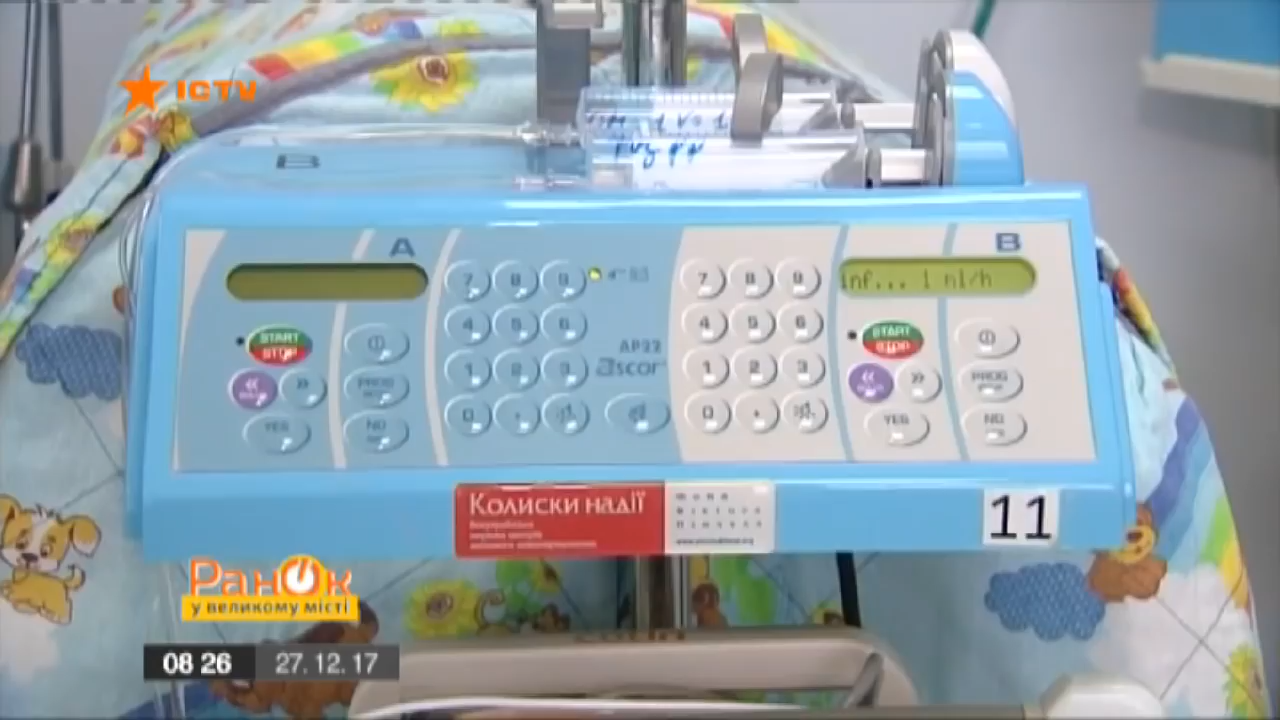 ICTV
B
A
B
7 8 9
7 8 9
inf... 1 ml/h
4 5 6
4 5 6
START
STOP
START
STOP
AP22
ascor
1 2 3
1 2 3
PROG
PROG
0 .
0 .
YES
NO
YES
NO
Колиски надії
11
Ранок
у великому місті
08 26 27.12.17